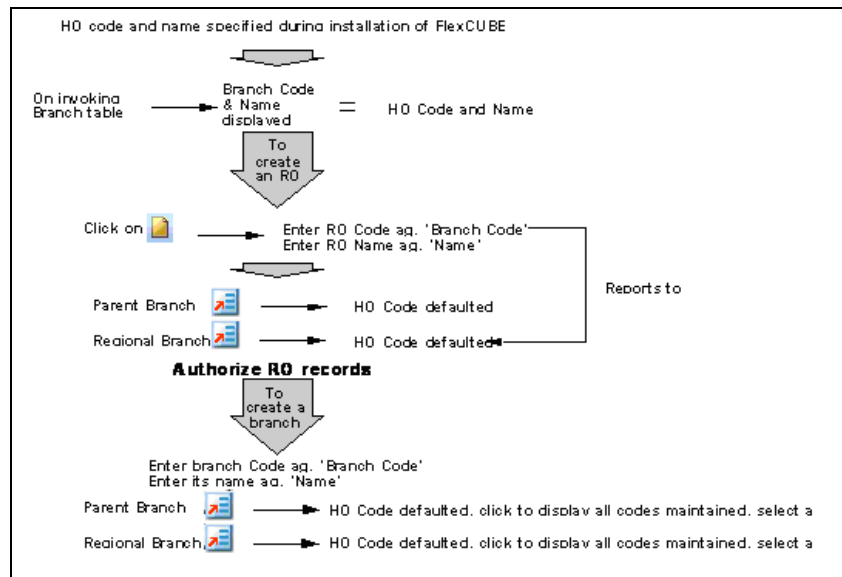 HO code and name specified during installation of FlexCUBE
On invoking
Branch table
Branch Code
& Name
displayed
=
HO Code and Name
To
create
an RO
Click on
Enter RO Code ag. 'Branch Code'
Enter RO Name ag. 'Name'
Reports to
Parent Branch
HO Code defaulted
Regional Branch
HO Code defaulted
Authorize RO records
To
create a
branch
Enter branch Code ag. 'Branch Code'
Enter its name ag. 'Name'
Parent Branch
HO Code defaulted. click to display all codes maintained. select a
Regional Branch
HO Code defaulted. click to display all codes maintained. select a